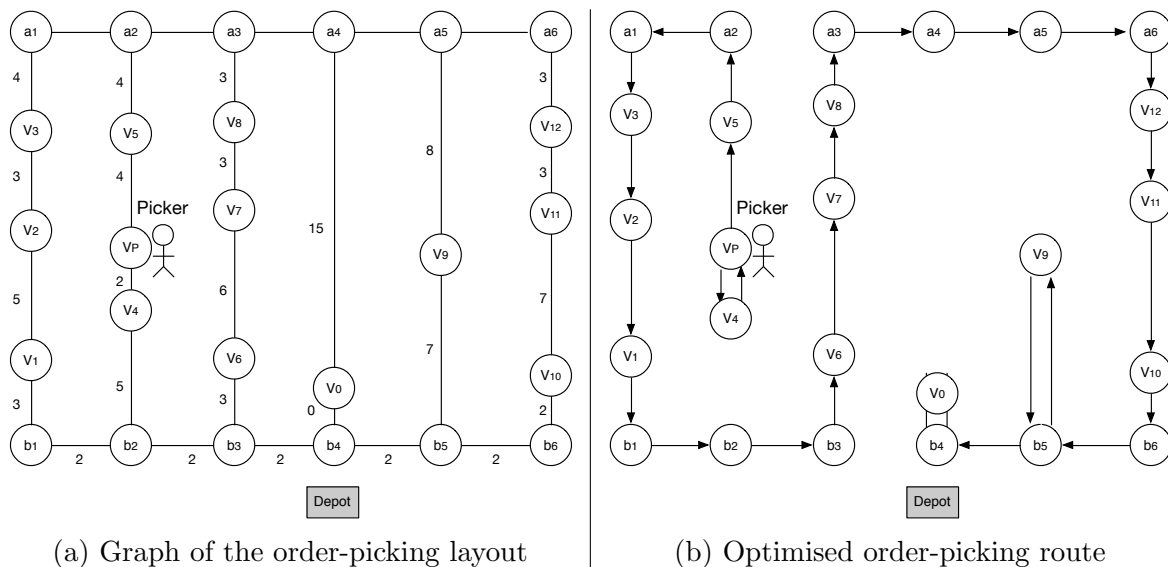 a1 a2 a3 a4 a5 a6
4 4 3 3
V3 V5 V8 V12
3 4 3 8 3
V2 VP Picker V7 15 V9 V11
5 2 V4 6 7 7
V1 V6 V0 V10
3 5 3 0 2
b1 b2 b3 b4 b5 b6
2 2 2 2 2
Depot
(a) Graph of the order-picking layout
a1 a2 a3 a4 a5 a6
V3 V5 V8 V12
V2 VP Picker V7 V9 V11
V4
V1 V6 V0 V10
b1 b2 b3 b4 b5 b6
Depot
(b) Optimised order-picking route